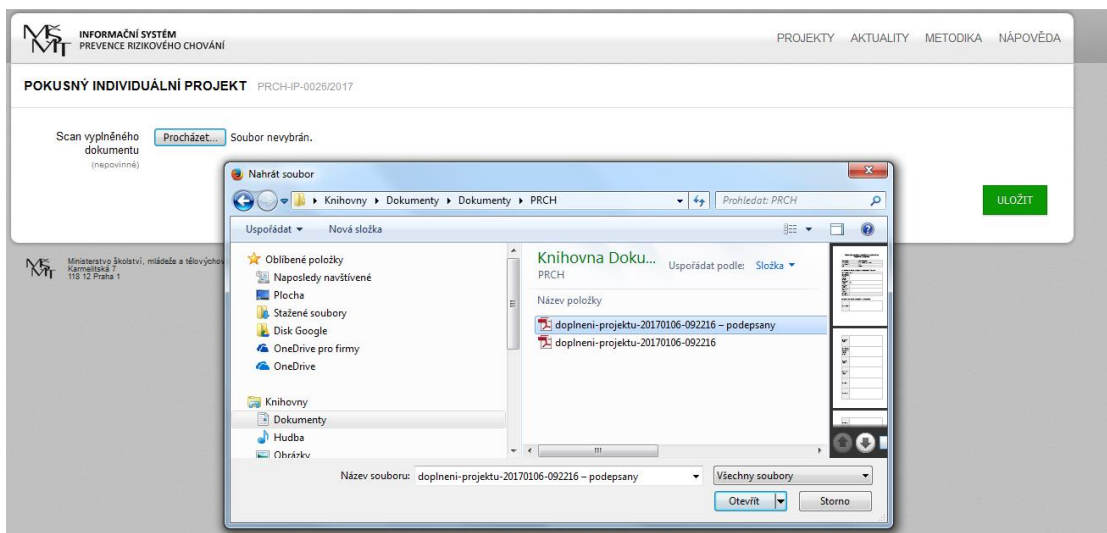 MŠMT INFORMAČNÍ SYSTÉM
PREVENCE RIZIKOVÉHO CHOVÁNÍ
PROJEKTY AKTUALITY METODIKA NÁPOVĚDA
POKUSNÝ INDIVIDUÁLNÍ PROJEKT PRCH-IP-0026/2017
Scan vyplněného dokumentu
(nepovinné)
Procházet... Soubor nevybrán.
ULOŽIT
MŠMT Ministerstvo školství, mládeže a tělovýchov
Karmelitská 7
118 12 Praha 1
Nahrát soubor
Knihovny ▸ Dokumenty ▸ Dokumenty ▸ PRCH
Prohledat: PRCH
Uspořádat Nová složka
Oblíbené položky
Naposledy navštívené
Plocha
Stažené soubory
Disk Google
OneDrive pro firmy
OneDrive
Knihovny
Dokumenty
Hudba
Obrázky
Knihovna Doku...
PRCH
Uspořádat podle: Složka
Název položky
doplneni-projektu-20170106-092216 – podepsany
doplneni-projektu-20170106-092216
Název souboru: doplneni-projektu-20170106-092216 – podepsany
Všechny soubory
Otevřít Storno